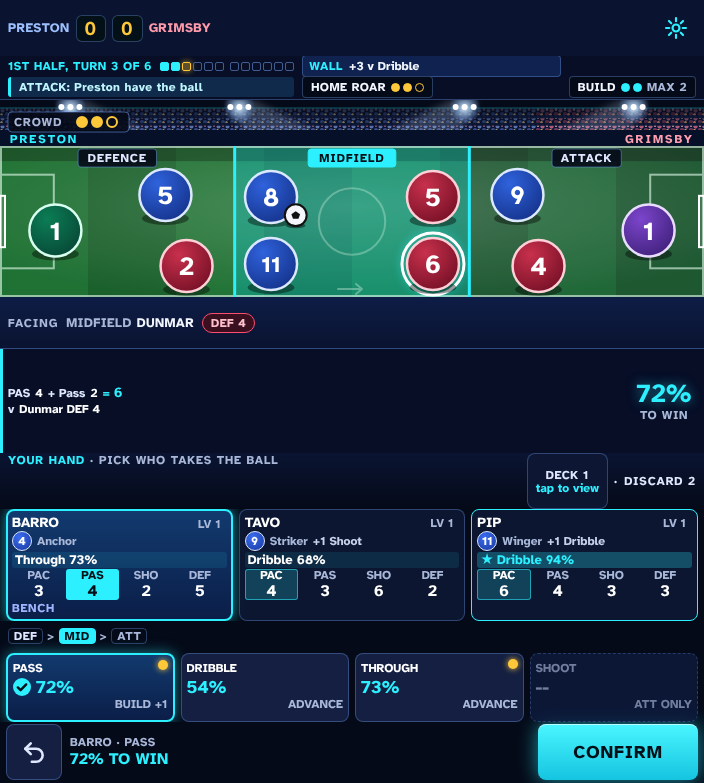 PRESTON 0 0 GRIMSBY
1ST HALF, TURN 3 OF 6
WALL +3 v Dribble
ATTACK: Preston have the ball
HOME ROAR
BUILD MAX 2
CROWD
PRESTON
GRIMSBY
DEFENCE
MIDFIELD
ATTACK
5
8
5
9
1
1
2
11
6
4
FACING MIDFIELD DUNMAR DEF 4
PAS 4 + Pass 2 = 6
v Dunmar DEF 4
72%
TO WIN
YOUR HAND · PICK WHO TAKES THE BALL
DECK 1
tap to view
· DISCARD 2
BARRO LV 1
4 Anchor
Through 73%
PAC PAS SHO DEF
3 4 2 5
BENCH
TAVO LV 1
9 Striker +1 Shoot
Dribble 68%
PAC PAS SHO DEF
4 3 6 2
PIP LV 1
11 Winger +1 Dribble
★ Dribble 94%
PAC PAS SHO DEF
6 4 3 3
DEF > MID > ATT
PASS
72%
BUILD +1
DRIBBLE
54%
ADVANCE
THROUGH
73%
ADVANCE
SHOOT
--
ATT ONLY
BARRO · PASS
72% TO WIN
CONFIRM